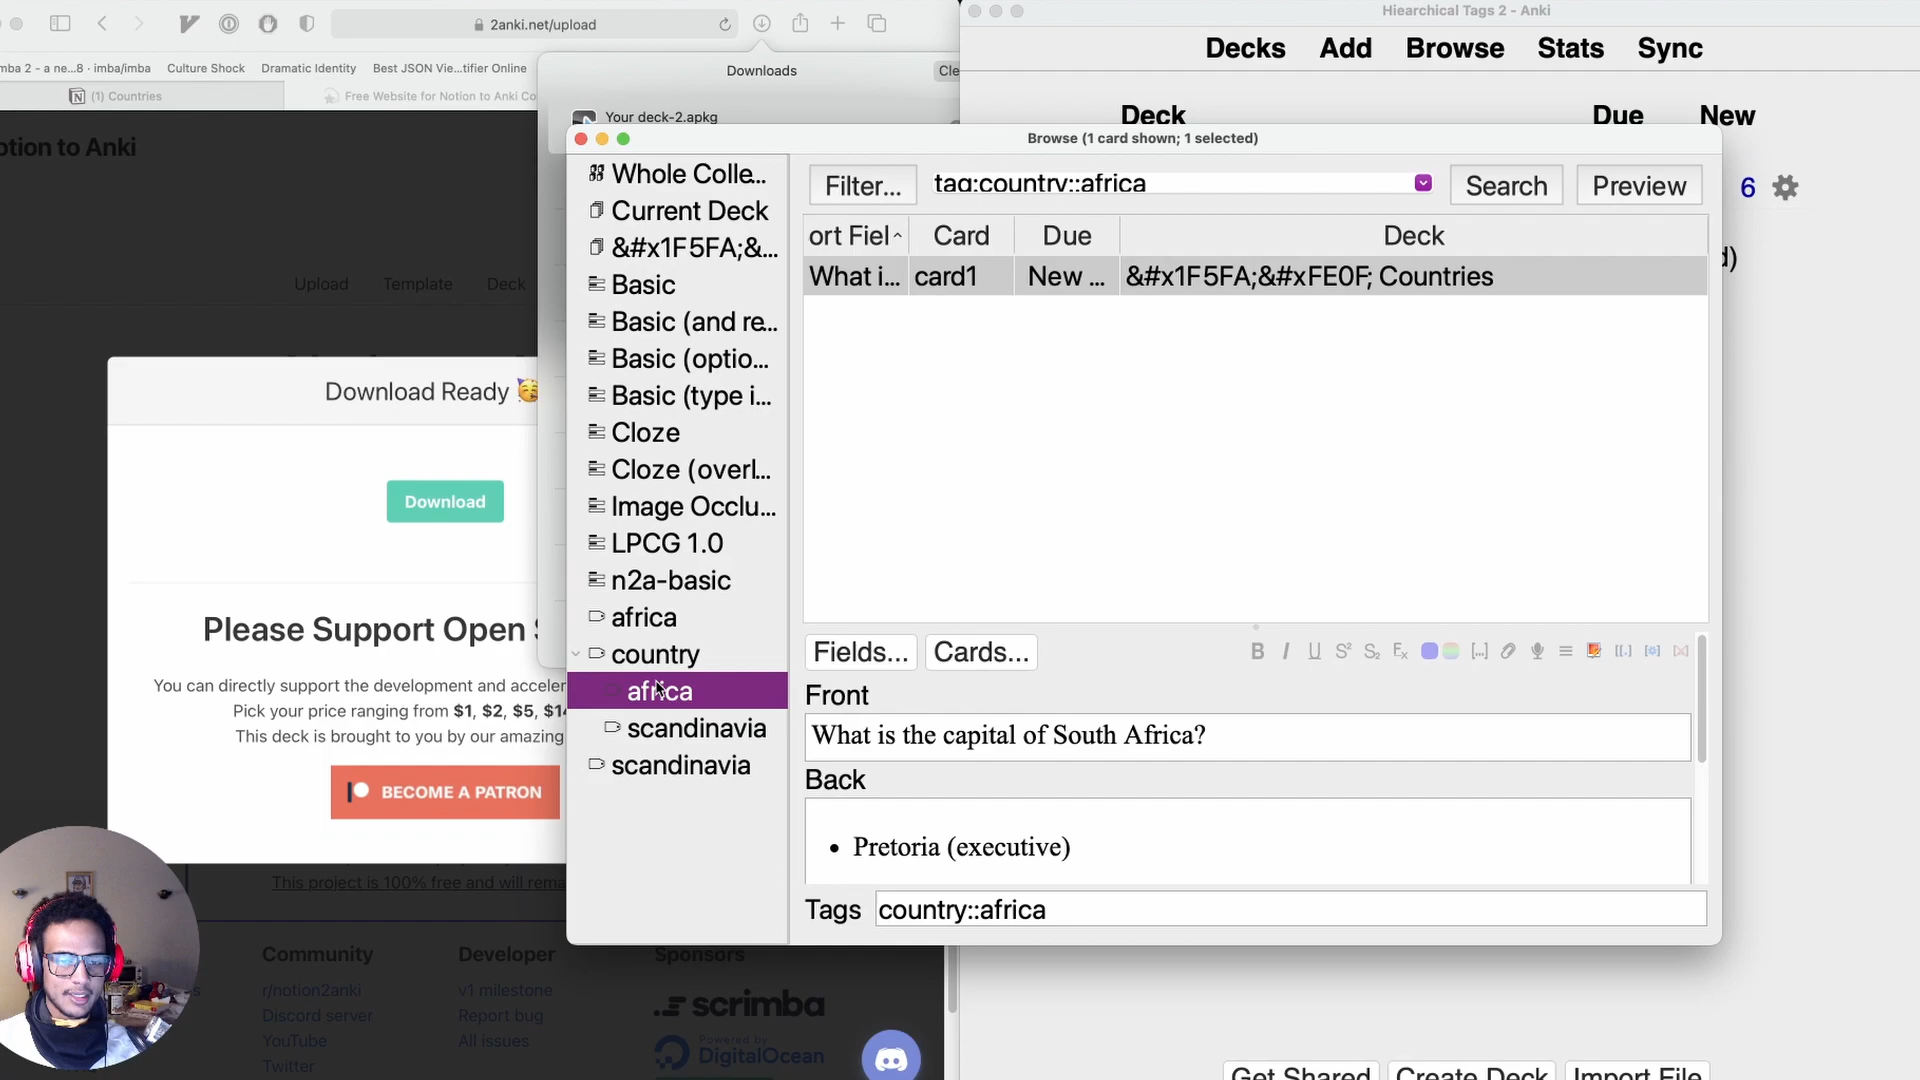 2anki.net/upload
mba 2 - a ne...8 · imba/imba
Culture Shock
Dramatic Identity
Best JSON Vie...tifier Online
(1) Countries
Free Website for Notion to Anki Co
otion to Anki
Upload
Template
Deck
Download Ready
Download
Please Support Open
You can directly support the development and acceler
Pick your price ranging from $1, $2, $5, $1
This deck is brought to you by our amazing
BECOME A PATRON
This project is 100% free and will rema
Community
r/notion2anki
Discord server
YouTube
Twitter
Developer
v1 milestone
Report bug
All issues
Sponsors
scrimba
Powered by
DigitalOcean
Downloads
Cle
Your deck-2.apkg
Hiearchical Tags 2 - Anki
Decks
Add
Browse
Stats
Sync
Deck
Due
New
6
d)
Get Shared
Create Deck
Import File
Browse (1 card shown; 1 selected)
Whole Colle...
Current Deck
&#x1F5FA;&...
Basic
Basic (and re...
Basic (optio...
Basic (type i...
Cloze
Cloze (overl...
Image Occlu...
LPCG 1.0
n2a-basic
africa
country
africa
scandinavia
scandinavia
Filter...
tag:country::africa
Search
Preview
ort Fiel
Card
Due
Deck
What i...
card1
New ...
&#x1F5FA;&#xFE0F; Countries
Fields...
Cards...
Front
What is the capital of South Africa?
Back
• Pretoria (executive)
Tags
country::africa